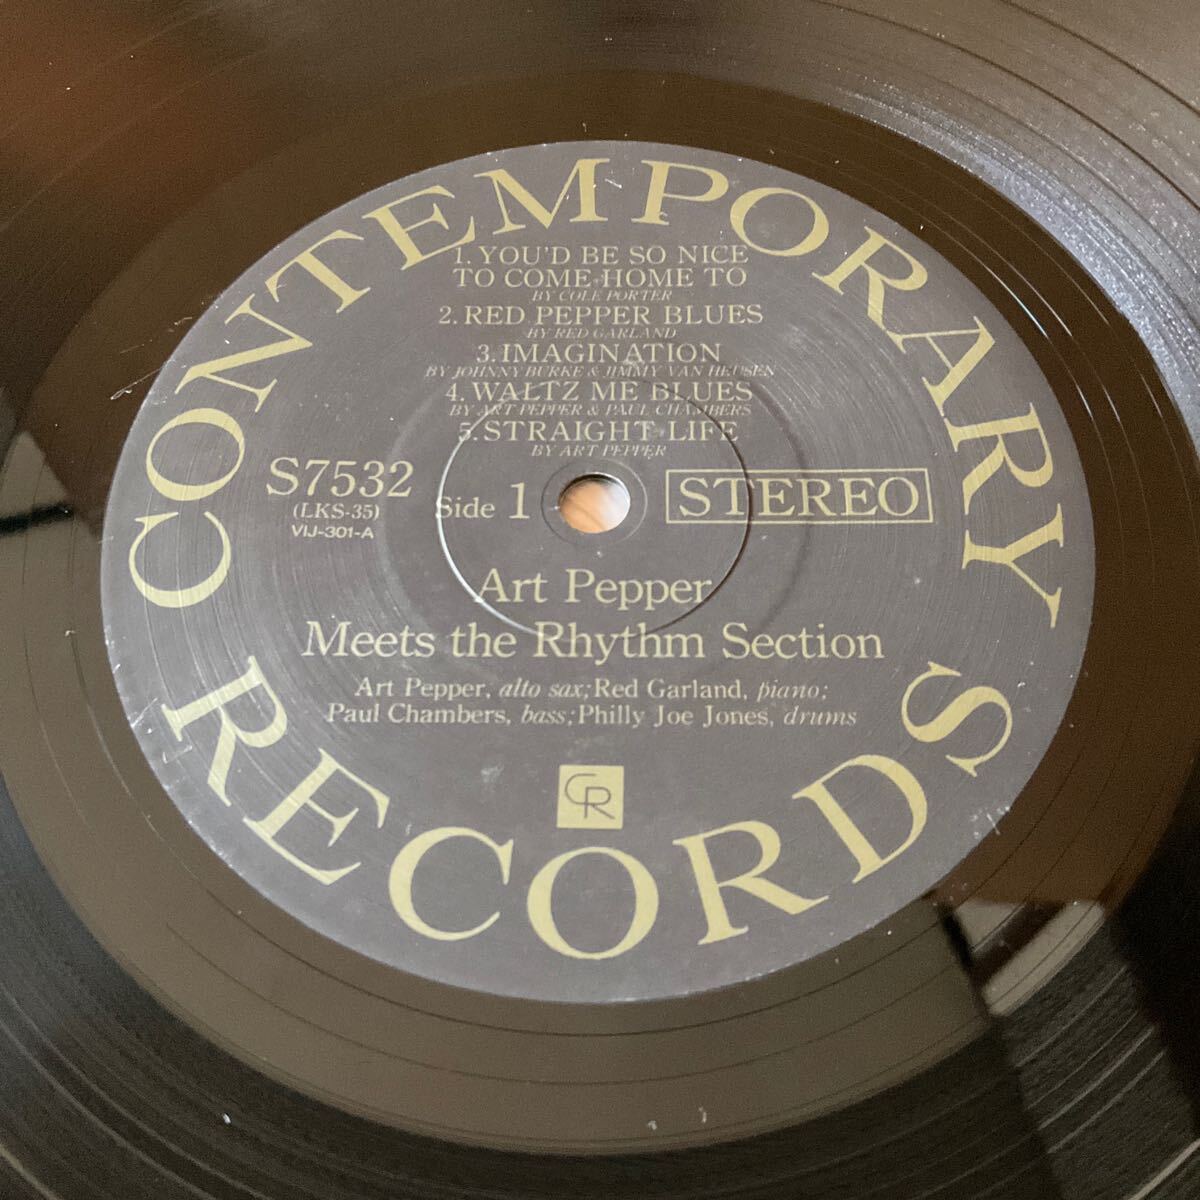 CONTEMPORARY
1. YOU'D BE SO NICE
TO COME HOME TO
BY COLE PORTER
2. RED PEPPER BLUES
BY RED GARLAND
3. IMAGINATION
BY JOHNNY BURKE & JIMMY VAN HEUSEN
4. WALTZ ME BLUES
BY ART PEPPER & PAUL CHAMBERS
5. STRAIGHT LIFE
BY ART PEPPER
S7532
(LKS-35)
VIJ-301-A
Side 1
STEREO
Art Pepper
Meets the Rhythm Section
Art Pepper, alto sax; Red Garland, piano;
Paul Chambers, bass; Philly Joe Jones, drums
CR
RECORDS